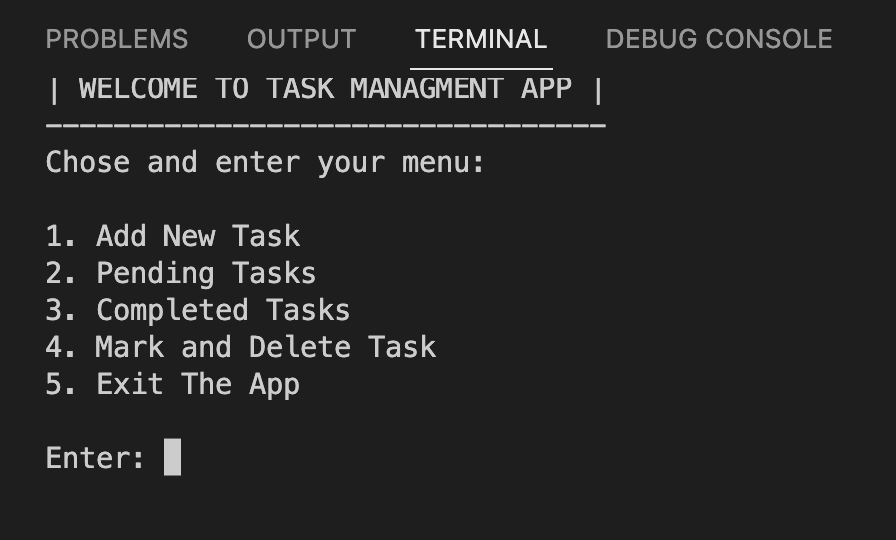 PROBLEMS OUTPUT TERMINAL DEBUG CONSOLE
| WELCOME TO TASK MANAGMENT APP |
---------------------------------
Chose and enter your menu:
1. Add New Task
2. Pending Tasks
3. Completed Tasks
4. Mark and Delete Task
5. Exit The App
Enter: